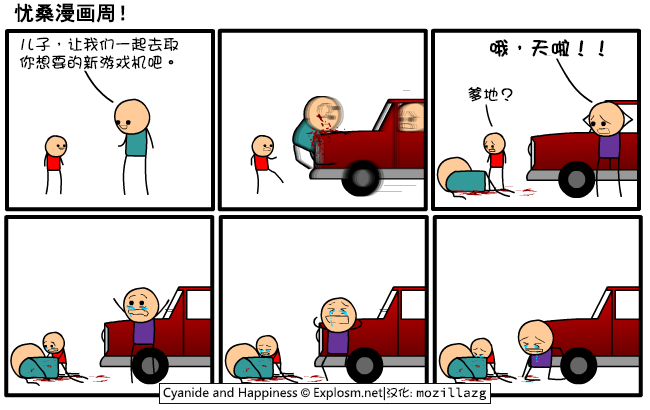 忧桑漫画周！
儿子，让我们一起去取
你想要的新游戏机吧。
哦，天啦！！
爹地？
Cyanide and Happiness © Explosm.net|汉化: mozillazg